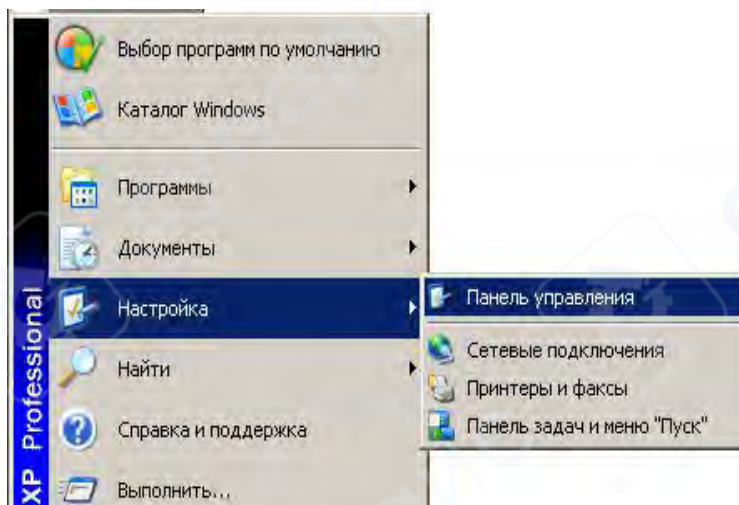 Выбор программ по умолчанию
Каталог Windows
Программы
Документы
Настройка
Найти
Справка и поддержка
Выполнить...
Панель управления
Сетевые подключения
Принтеры и факсы
Панель задач и меню "Пуск"
XP Professional